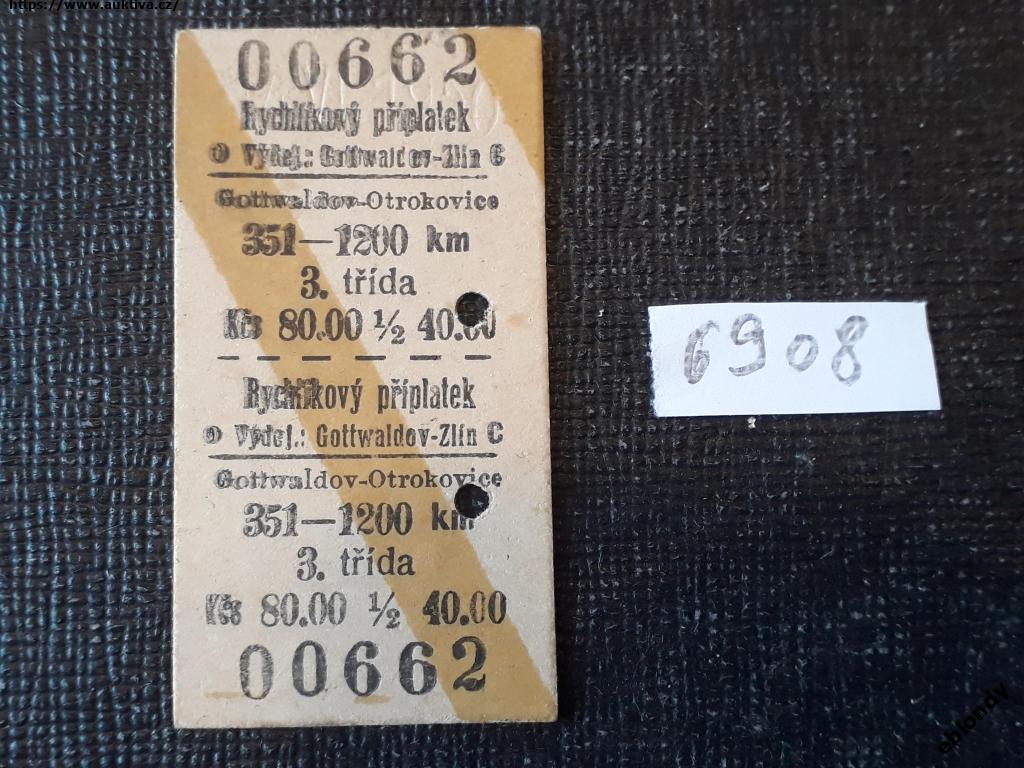 https://www.auktiva.cz/
00662
Rychlíkový příplatek
Výdej.: Gottwaldov-Zlín C
Gottwaldov-Otrokovice
351—1200 km
3. třída
Kčs 80.00 ½ 40.00
Rychlíkový příplatek
Výdej.: Gottwaldov-Zlín C
Gottwaldov-Otrokovice
351—1200 km
3. třída
Kčs 80.00 ½ 40.00
00662
6908
eblondy